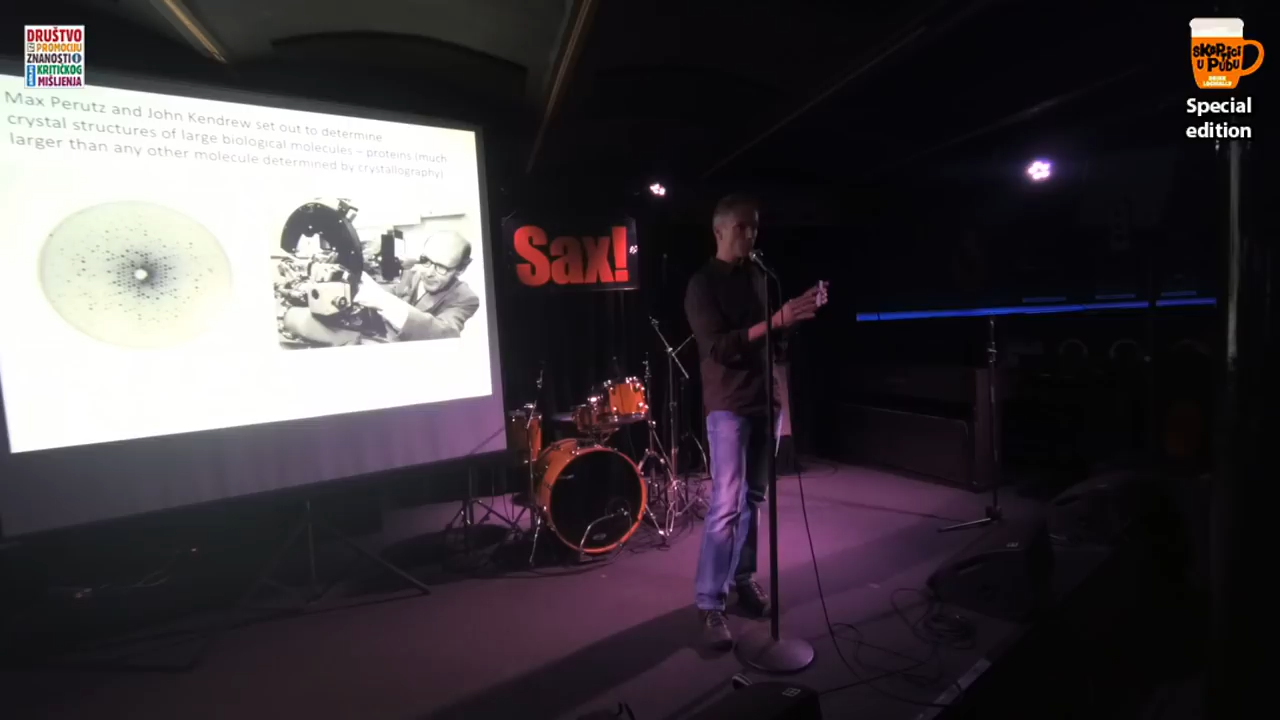 DRUŠTVO
ZA PROMOCIJU
ZNANOSTI I
KRITIČKOG
MIŠLJENJA
Max Perutz and John Kendrew set out to determine
crystal structures of large biological molecules – proteins (much
larger than any other molecule determined by crystallography)
Sax!
SKEPTICI
U PUBU
Special
edition